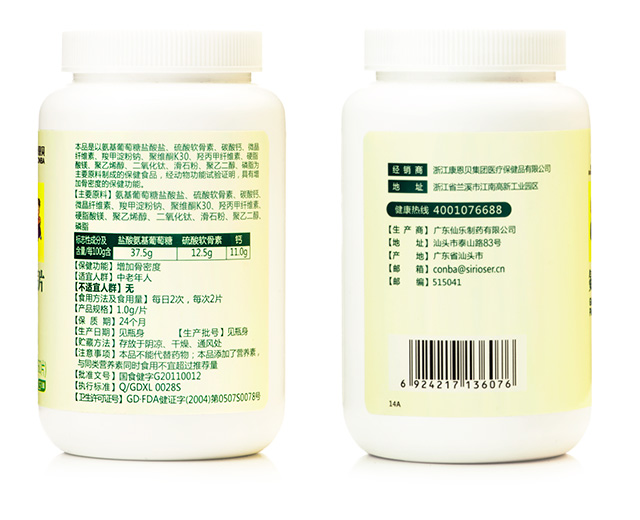 本品是以氨基葡萄糖盐酸盐、硫酸软骨素、碳酸钙、微晶
纤维素、羧甲淀粉钠、聚维酮K30、羟丙甲纤维素、硬脂
酸镁、聚乙烯醇、二氧化钛、滑石粉、聚乙二醇、磷脂为
主要原料制成的保健食品，经动物功能试验证明，具有增
加骨密度的保健功能。
【主要原料】氨基葡萄糖盐酸盐、硫酸软骨素、碳酸钙、
微晶纤维素、羧甲淀粉钠、聚维酮K30、羟丙甲纤维素、
硬脂酸镁、聚乙烯醇、二氧化钛、滑石粉、聚乙二醇、
磷脂
标志性成分及 盐酸氨基葡萄糖 硫酸软骨素 钙
含量/每100g含 37.5g 12.5g 11.0g
【保健功能】增加骨密度
【适宜人群】中老年人
【不适宜人群】无
【食用方法及食用量】每日2次，每次2片
【产品规格】1.0g/片
【保 质 期】24个月
【生产日期】见瓶身 【生产批号】见瓶身
【贮藏方法】存放于阴凉、干燥、通风处
【注意事项】本品不能代替药物；本品添加了营养素，
与同类营养素同时食用不宜超过推荐量
【批准文号】国食健字G20110012
【执行标准】Q/GDXL 0028S
【卫生许可证号】GD·FDA健证字(2004)第0507S0078号
片
经 销 商 浙江康恩贝集团医疗保健品有限公司
地 址 浙江省兰溪市江南高新工业园区
健康热线 4001076688
【生 产 商】广东仙乐制药有限公司
【地 址】汕头市泰山路83号
【产 地】广东省汕头市
【邮 箱】conba@sirioser.cn
【邮 编】515041
6 924217 136076
14A